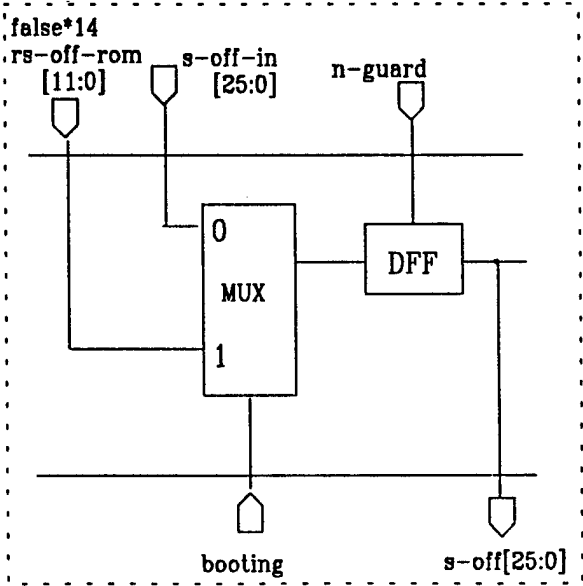 false*14
rs-off-rom
[11:0]
s-off-in
[25:0]
n-guard
0
MUX
1
DFF
booting
s-off[25:0]